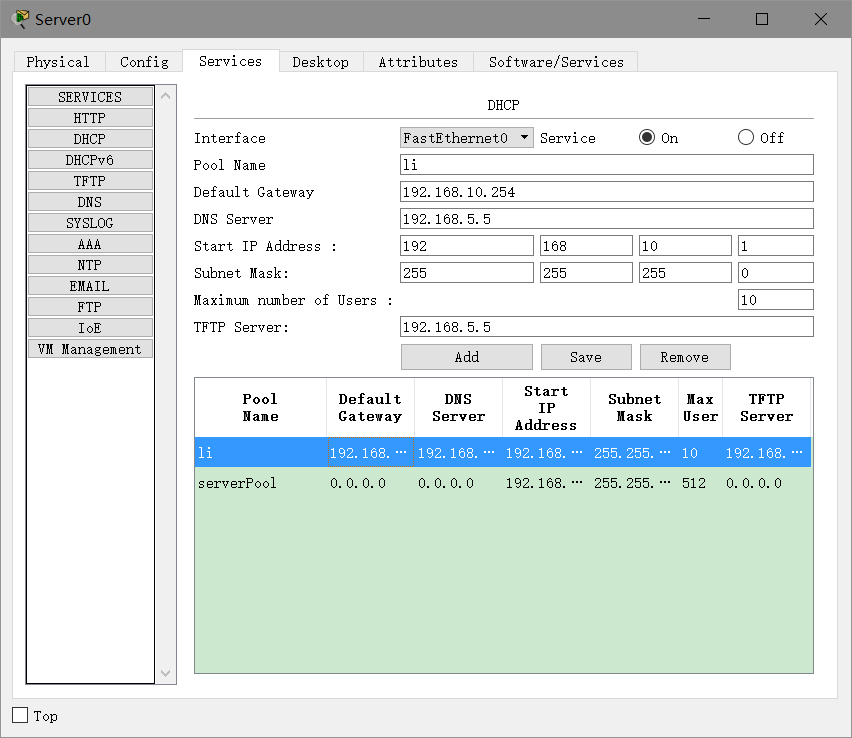 Server0
Physical Config Services Desktop Attributes Software/Services
SERVICES
HTTP
DHCP
DHCPv6
TFTP
DNS
SYSLOG
AAA
NTP
EMAIL
FTP
IoE
VM Management
DHCP
Interface FastEthernet0 Service On Off
Pool Name li
Default Gateway 192.168.10.254
DNS Server 192.168.5.5
Start IP Address : 192 168 10 1
Subnet Mask: 255 255 255 0
Maximum number of Users : 10
TFTP Server: 192.168.5.5
Add Save Remove
Pool Name Default Gateway DNS Server Start IP Address Subnet Mask Max User TFTP Server
li 192.168.… 192.168.… 192.168.… 255.255.… 10 192.168.…
serverPool 0.0.0.0 0.0.0.0 192.168.… 255.255.… 512 0.0.0.0
Top